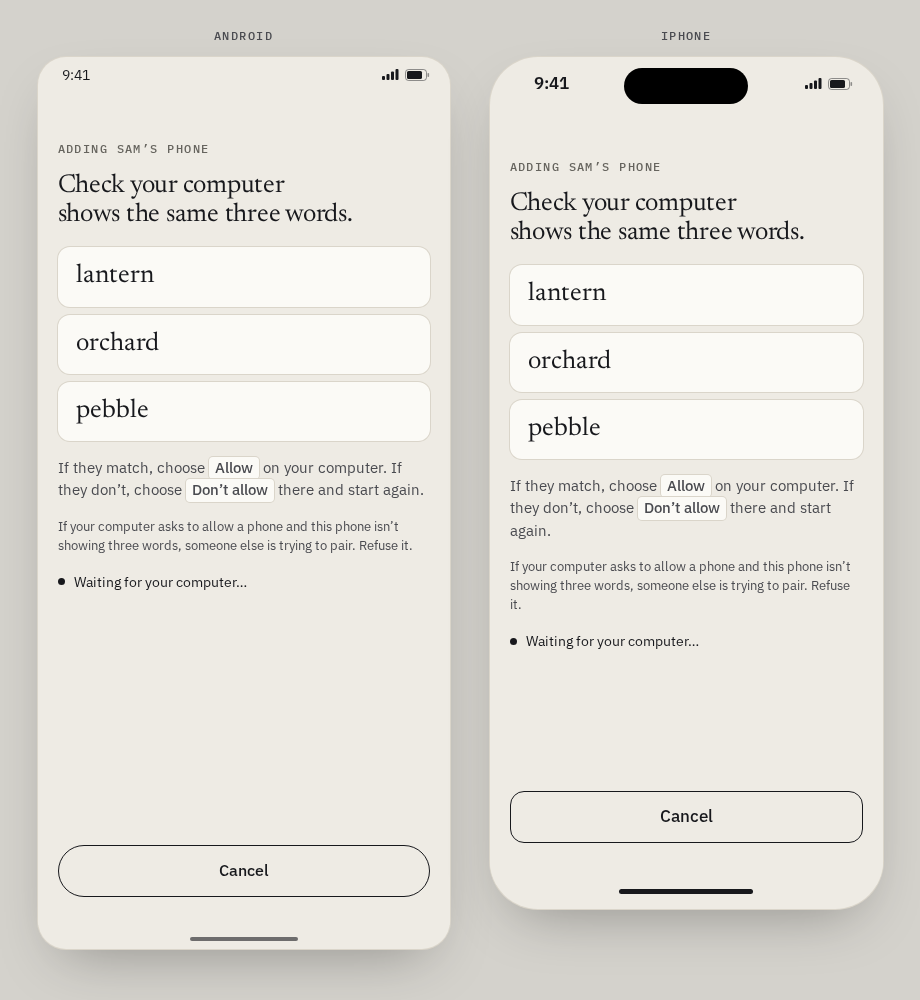 ANDROID
9:41
ADDING SAM’S PHONE
Check your computer
shows the same three words.
lantern
orchard
pebble
If they match, choose Allow on your computer. If
they don’t, choose Don’t allow there and start again.
If your computer asks to allow a phone and this phone isn’t
showing three words, someone else is trying to pair. Refuse it.
Waiting for your computer…
Cancel
IPHONE
9:41
ADDING SAM’S PHONE
Check your computer
shows the same three words.
lantern
orchard
pebble
If they match, choose Allow on your computer. If
they don’t, choose Don’t allow there and start
again.
If your computer asks to allow a phone and this phone isn’t
showing three words, someone else is trying to pair. Refuse
it.
Waiting for your computer…
Cancel